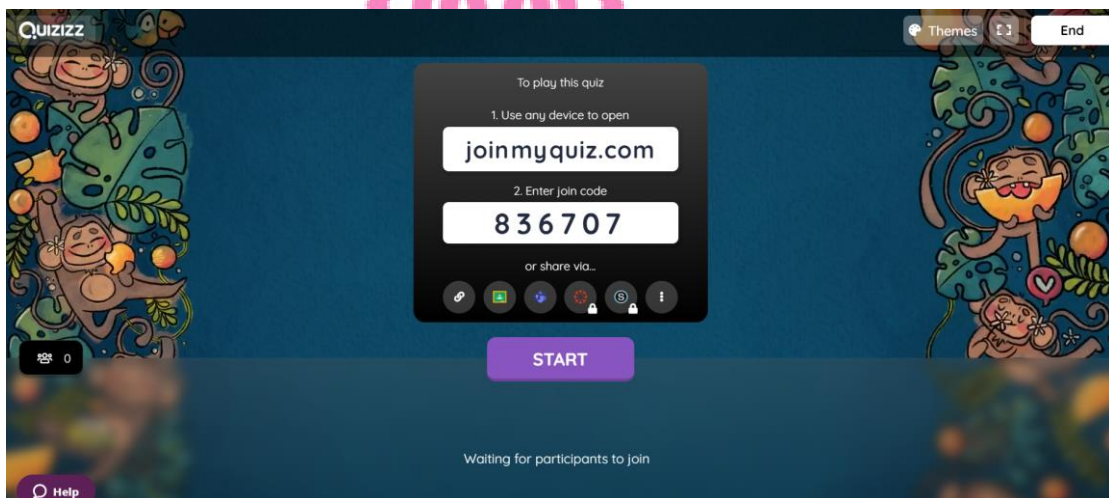 QUIZIZZ
Themes
End
To play this quiz
1. Use any device to open
joinmyquiz.com
2. Enter join code
836707
or share via...
S
0
START
Waiting for participants to join
Help